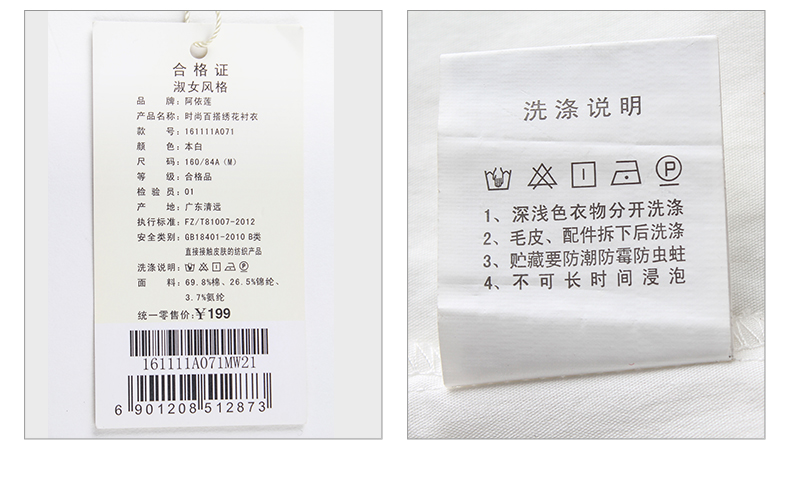 合格证
淑女风格
品牌：阿依莲
产品名称：时尚百搭绣花衬衣
款号：161111A071
颜色：本白
尺码：160/84A（M）
等级：合格品
检验员：01
产地：广东清远
执行标准：FZ/T81007-2012
安全类别：GB18401-2010 B类
直接接触皮肤的纺织产品
洗涤说明：
面料：69.8%棉、26.5%锦纶、
3.7%氨纶
统一零售价：￥199
161111A071MW21
6 901208 512873
洗涤说明
P
1、深浅色衣物分开洗涤
2、毛皮、配件拆下后洗涤
3、贮藏要防潮防霉防虫蛀
4、不可长时间浸泡